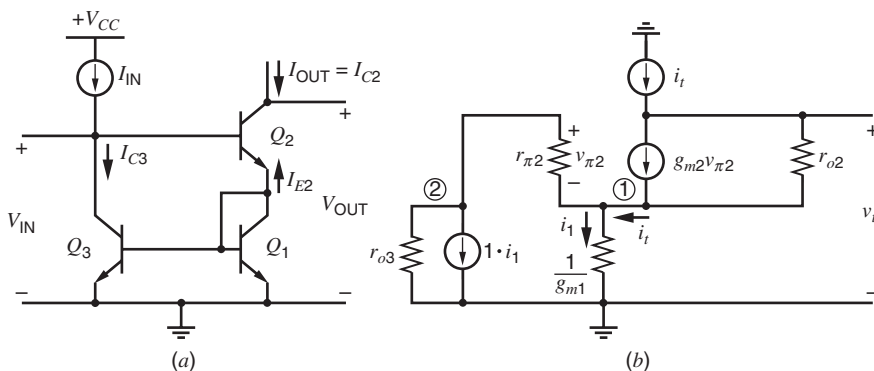 +V_CC
I_IN
I_OUT = I_C2
+
Q_2
+
I_C3
I_E2
V_IN
V_OUT
Q_3
Q_1
−
−
(a)
i_t
+
+
r_π2
v_π2
g_m2v_π2
r_o2
−
①
②
i_1
i_t
r_o3
1 · i_1
1
g_m1
−
(b)